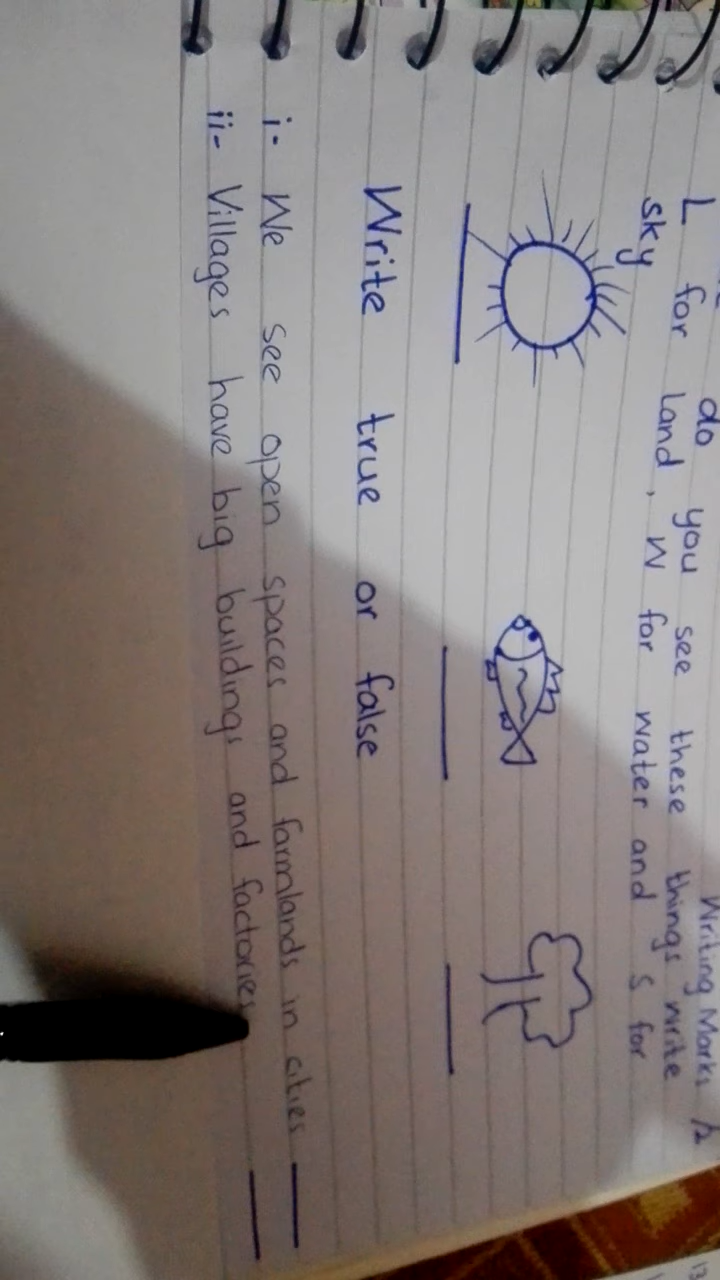 Writing Marks /2
do you see these things write
L for Land, W for water and S for
sky
Write true or false
i- We see open spaces and farmlands in cities
ii- Villages have big buildings and factories